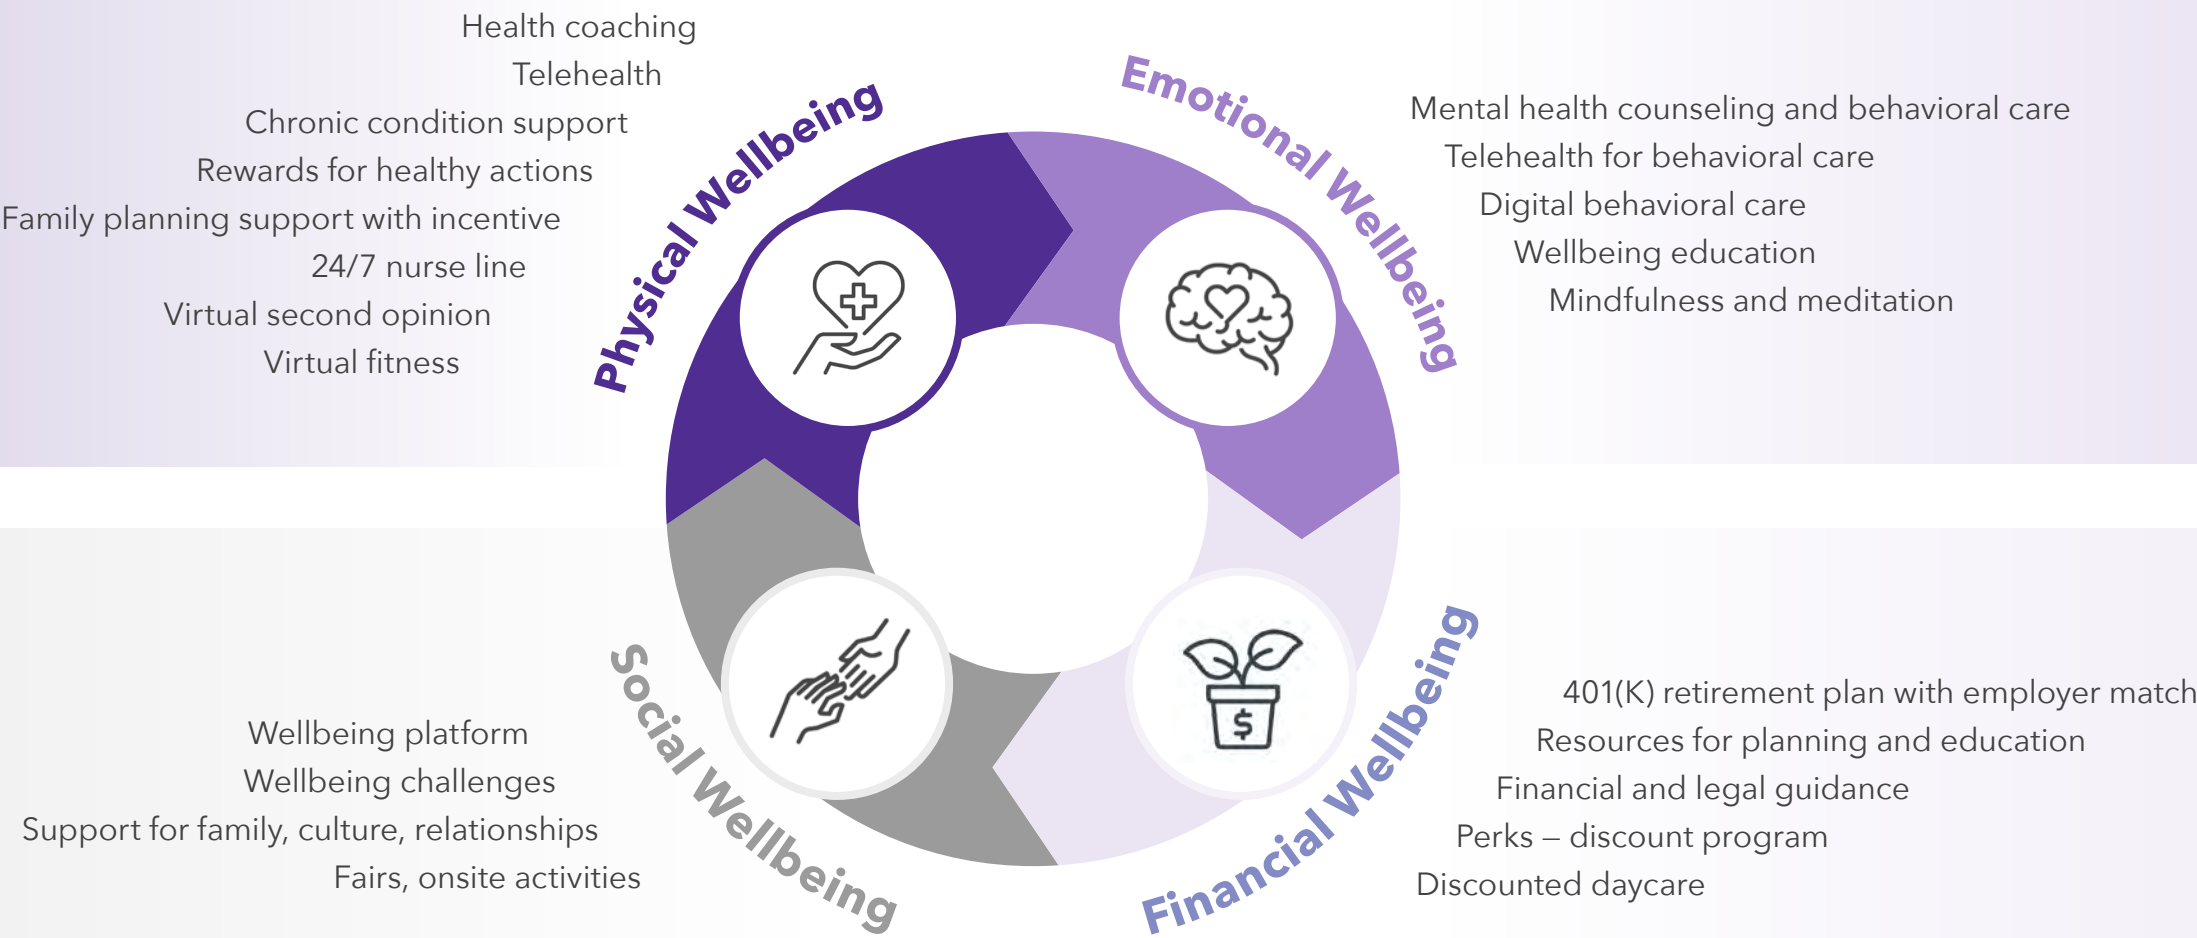 Physical Wellbeing
Health coaching
Telehealth
Chronic condition support
Rewards for healthy actions
Family planning support with incentive
24/7 nurse line
Virtual second opinion
Virtual fitness
Emotional Wellbeing
Mental health counseling and behavioral care
Telehealth for behavioral care
Digital behavioral care
Wellbeing education
Mindfulness and meditation
Social Wellbeing
Wellbeing platform
Wellbeing challenges
Support for family, culture, relationships
Fairs, onsite activities
Financial Wellbeing
401(K) retirement plan with employer match
Resources for planning and education
Financial and legal guidance
Perks – discount program
Discounted daycare
$